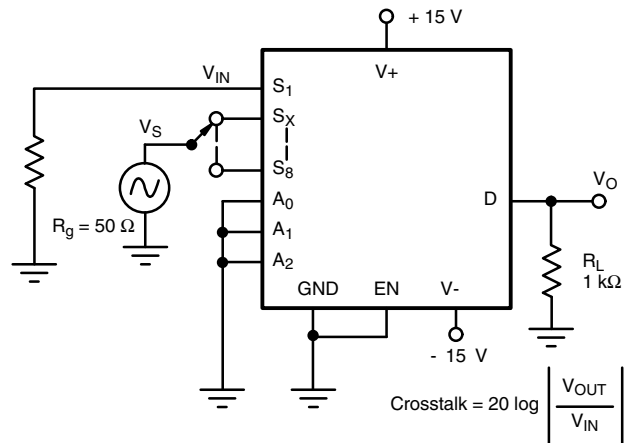 + 15 V
V+
V_IN
S_1
S_X
V_S
S_8
R_g = 50 Ω
A_0
A_1
A_2
D
V_O
R_L
1 kΩ
GND EN V-
- 15 V
Crosstalk = 20 log | V_OUT / V_IN |